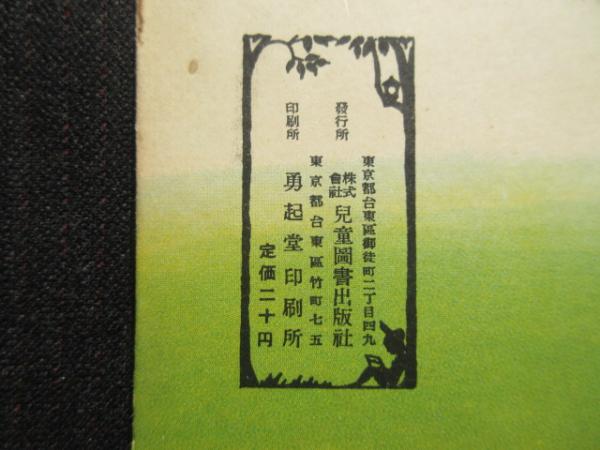 東京都台東區御徒町二丁目四九
發行所 株式會社 兒童圖書出版社
東京都台東區竹町七五
印刷所 勇起堂印刷所
定価二十円